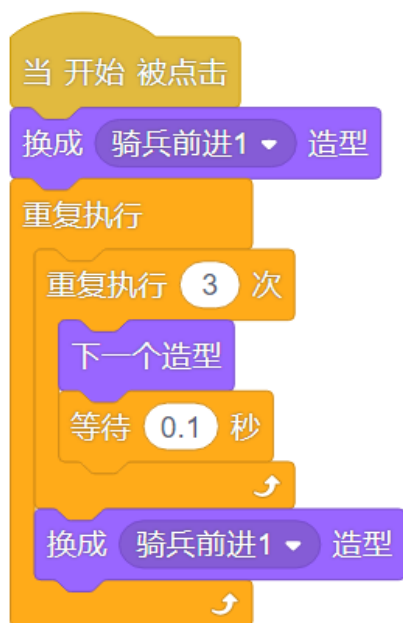 当 开始 被点击
换成 骑兵前进1 造型
重复执行
重复执行 3 次
下一个造型
等待 0.1 秒
换成 骑兵前进1 造型